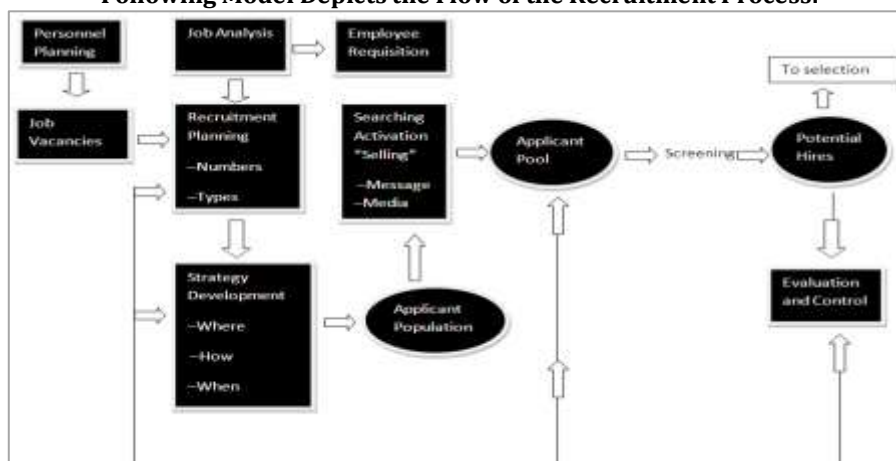 Following Model Depicts the Flow of the Recruitment Process:
Personnel
Planning
Job Analysis
Employee
Requisition
To selection
Job
Vacancies
Recruitment
Planning
–Numbers
–Types
Searching
Activation
"Selling"
–Message
–Media
Applicant
Pool
Screening
Potential
Hires
Strategy
Development
–Where
–How
–When
Applicant
Population
Evaluation
and Control